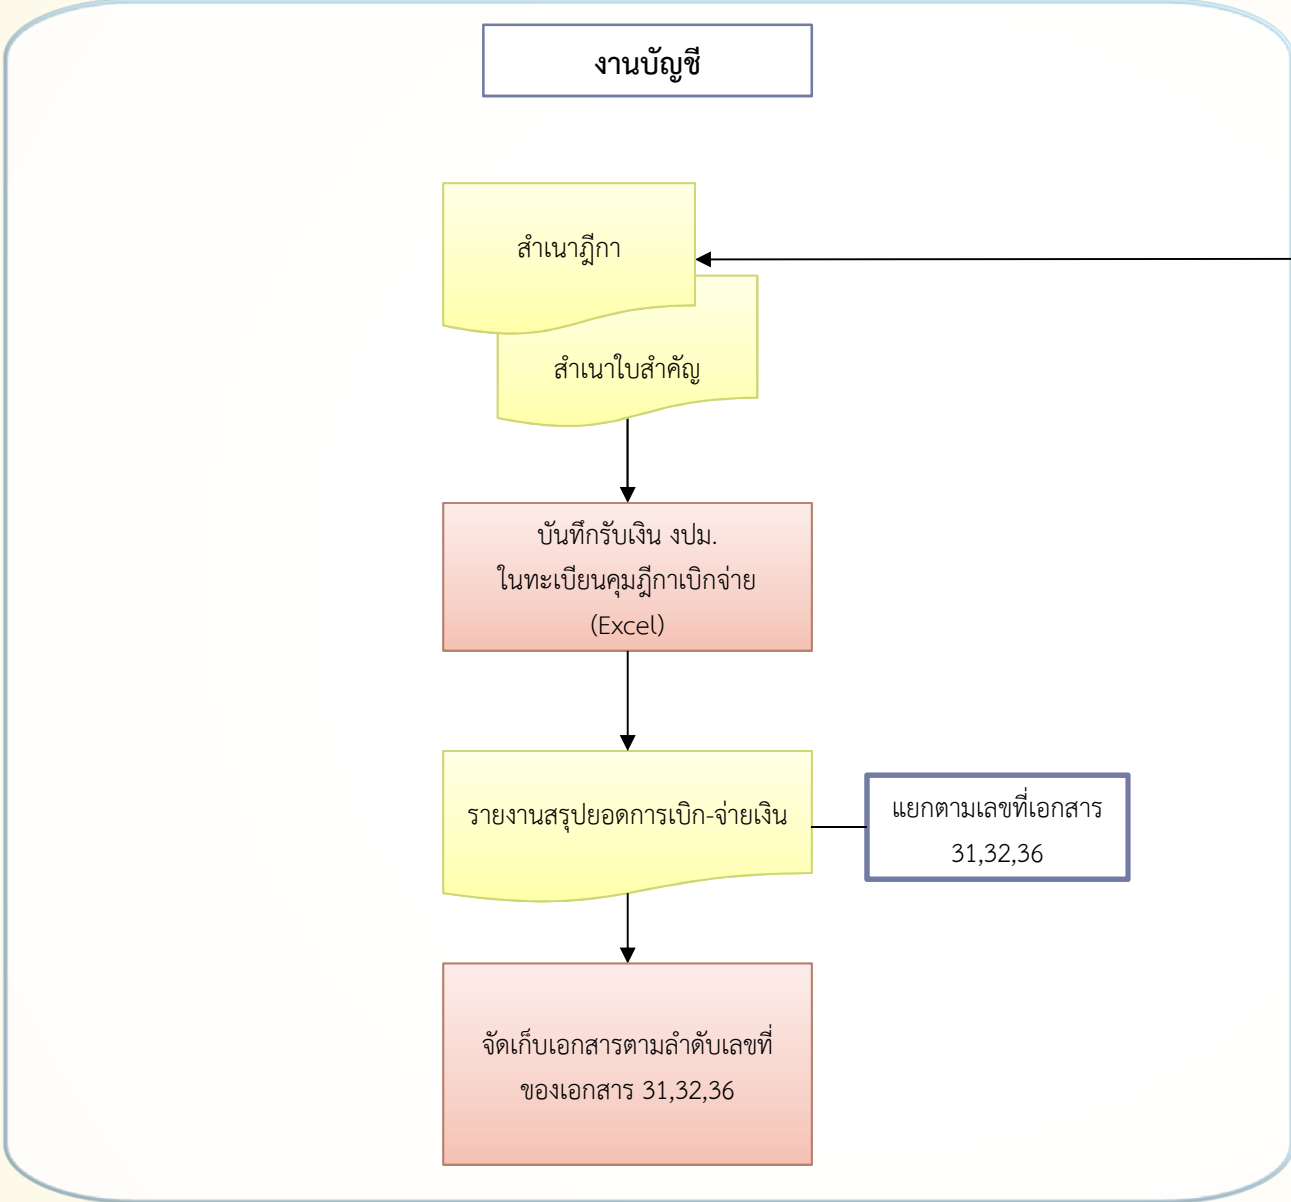 งานบัญชี
สำเนาฎีกา
สำเนาใบสำคัญ
บันทึกรับเงิน งปม.
ในทะเบียนคุมฎีกาเบิกจ่าย
(Excel)
รายงานสรุปยอดการเบิก-จ่ายเงิน
แยกตามเลขที่เอกสาร
31,32,36
จัดเก็บเอกสารตามลำดับเลขที่
ของเอกสาร 31,32,36